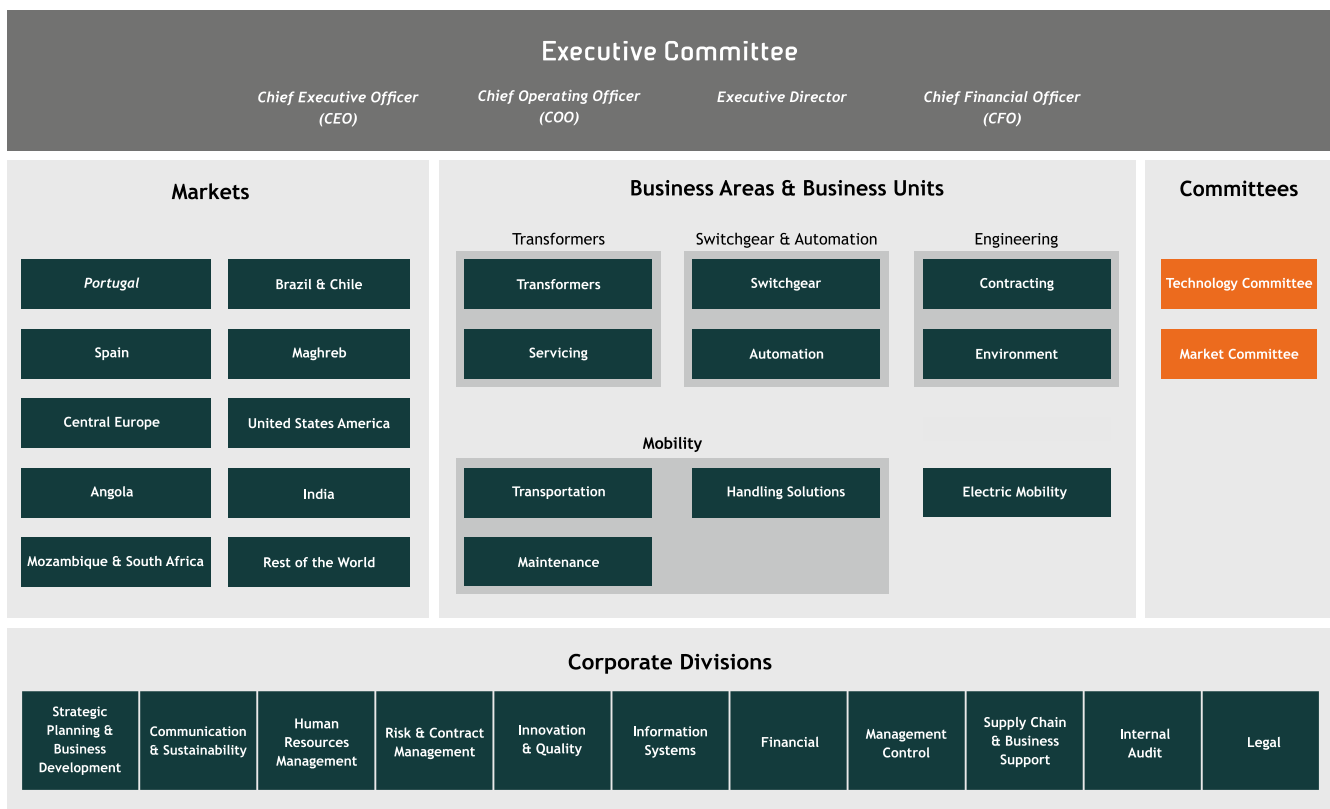 Executive Committee
Chief Executive Officer
(CEO)
Chief Operating Officer
(COO)
Executive Director
Chief Financial Officer
(CFO)
Markets
Portugal
Brazil & Chile
Spain
Maghreb
Central Europe
United States America
Angola
India
Mozambique & South Africa
Rest of the World
Business Areas & Business Units
Transformers
Switchgear & Automation
Engineering
Transformers
Switchgear
Contracting
Servicing
Automation
Environment
Mobility
Transportation
Handling Solutions
Electric Mobility
Maintenance
Committees
Technology Committee
Market Committee
Corporate Divisions
Strategic
Planning &
Business
Development
Communication
& Sustainability
Human
Resources
Management
Risk & Contract
Management
Innovation
& Quality
Information
Systems
Financial
Management
Control
Supply Chain
& Business
Support
Internal
Audit
Legal